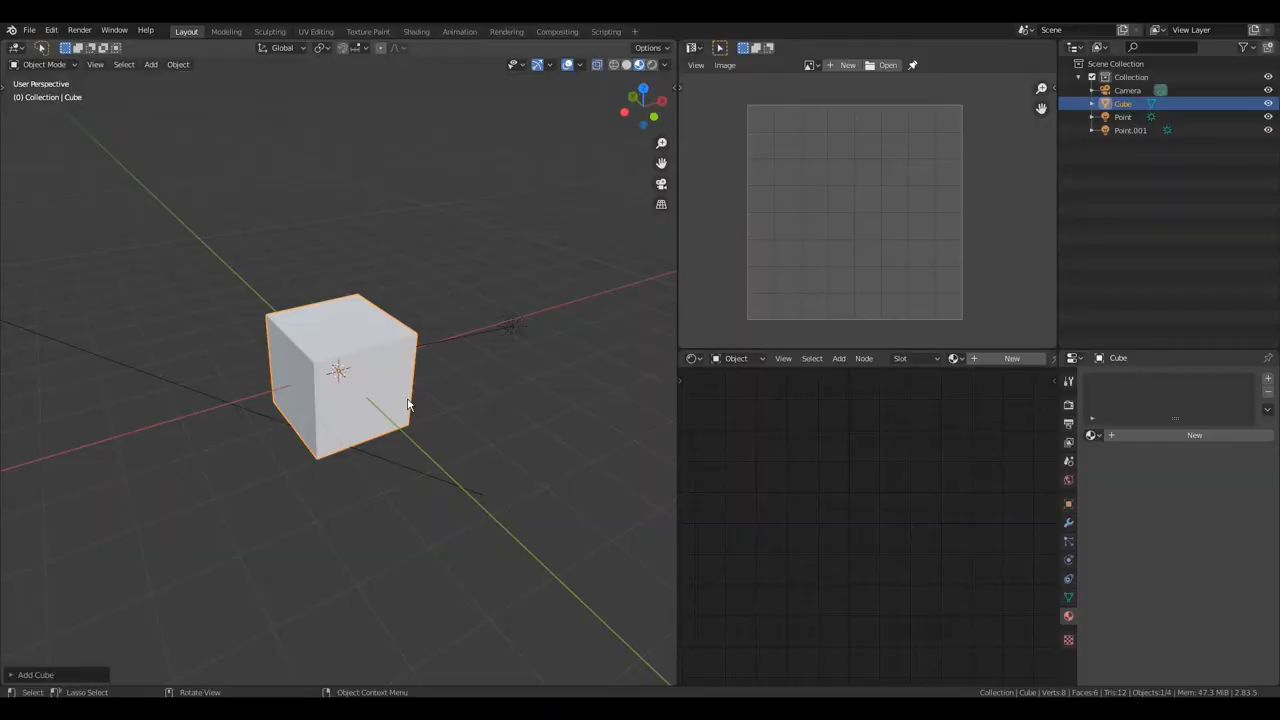 File Edit Render Window Help Layout Modeling Sculpting UV Editing Texture Paint Shading Animation Rendering Compositing Scripting + Scene View Layer
Global Options
Object Mode View Select Add Object View Image New Open
User Perspective
(0) Collection | Cube
Scene Collection
Collection
Camera
Cube
Point
Point.001
Object View Select Add Node Slot New Cube
New
Add Cube
Select Lasso Select Rotate View Object Context Menu Collection | Cube | Verts:8 | Faces:6 | Tris:12 | Objects:1/4 | Mem: 47.3 MiB | 2.83.5